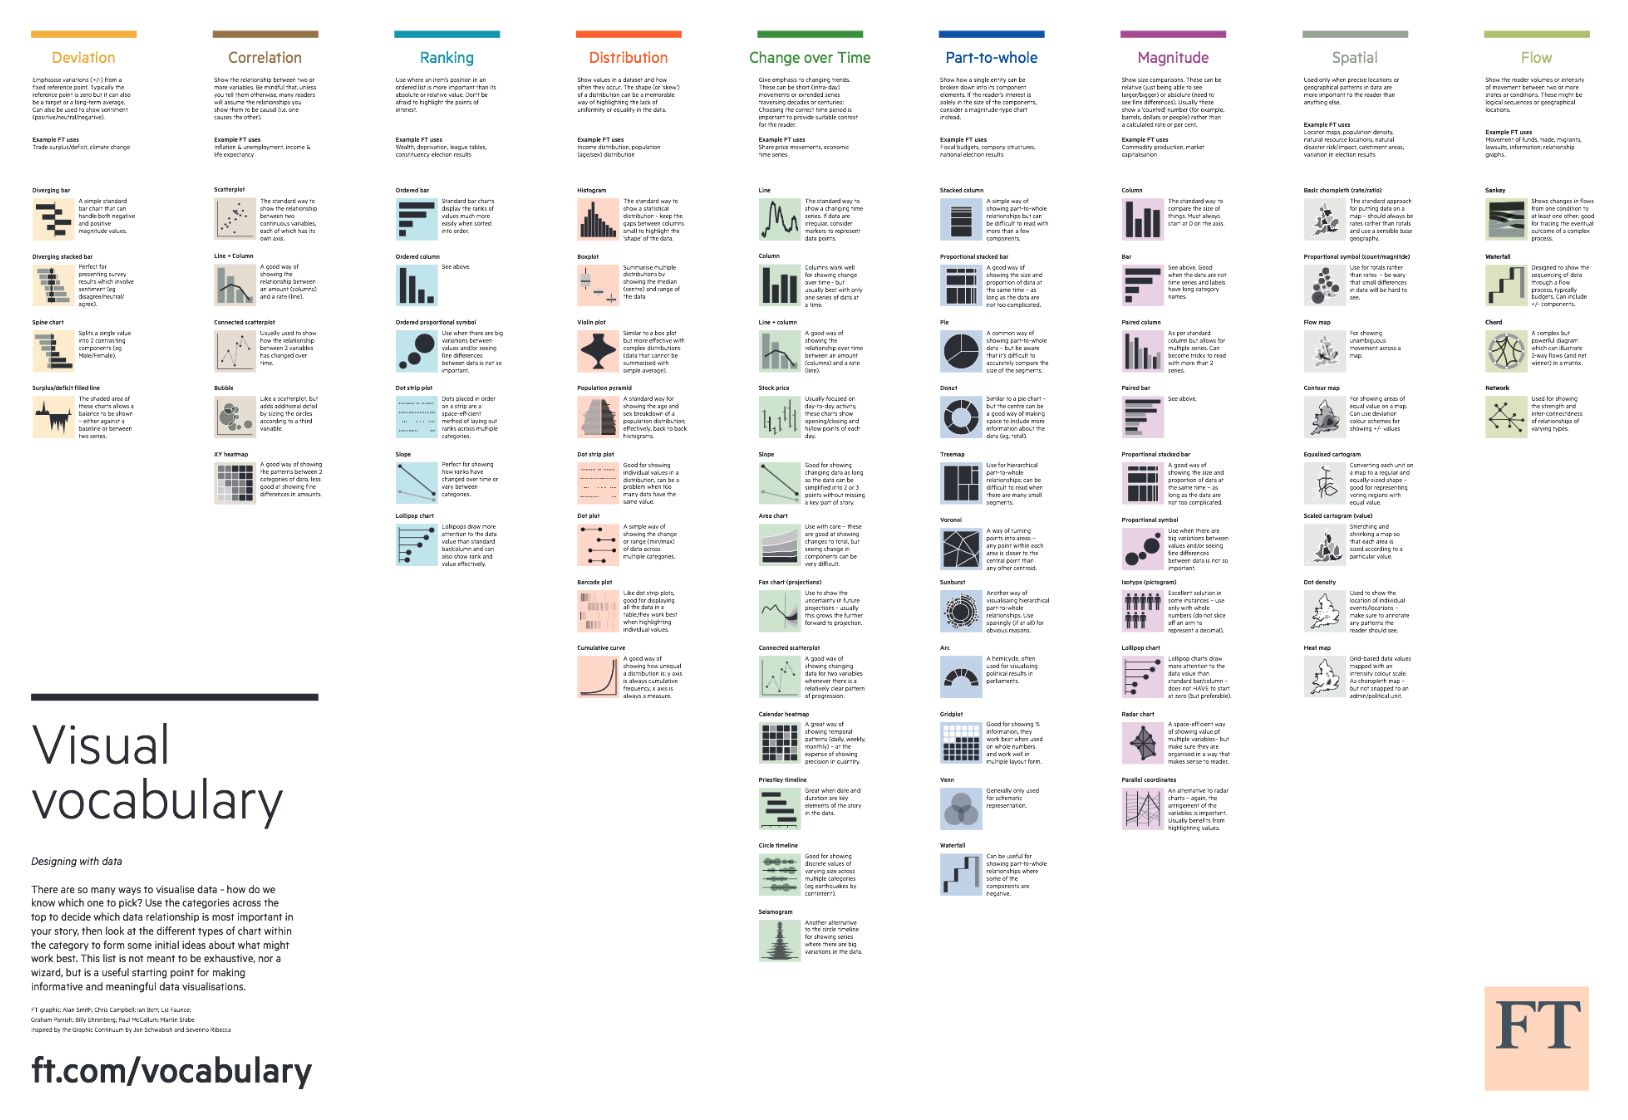 Deviation
Emphasise variations (+/-) from a
fixed reference point. Typically the
reference point is zero but it can also
be a target or a long-term average.
Can also be used to show sentiment
(positive/neutral/negative).
Example FT uses
Trade surplus/deficit, climate change
Diverging bar
A simple standard
bar chart that can
handle both negative
and positive
magnitude values.
Diverging stacked bar
Perfect for
presenting survey
results which involve
sentiment (eg
disagree/neutral/
agree).
Spine chart
Splits a single value
into 2 contrasting
components (eg
Male/Female).
Surplus/deficit filled line
The shaded area of
these charts allows a
balance to be shown
– either against a
baseline or between
two series.
Correlation
Show the relationship between two or
more variables. Be mindful that, unless
you tell them otherwise, many readers
will assume the relationships you
show them to be causal (i.e. one
causes the other).
Example FT uses
Inflation & unemployment, income &
life expectancy
Scatterplot
The standard way to
show the relationship
between two
continuous variables,
each of which has its
own axis.
Line + Column
A good way of
showing the
relationship between
an amount (columns)
and a rate (line).
Connected scatterplot
Usually used to show
how the relationship
between 2 variables
has changed over
time.
Bubble
Like a scatterplot, but
adds additional detail
by sizing the circles
according to a third
variable.
XY heatmap
A good way of showing
the patterns between 2
categories of data, less
good at showing fine
differences in amounts.
Ranking
Use where an item's position in an
ordered list is more important than its
absolute or relative value. Don't be
afraid to highlight the points of
interest.
Example FT uses
Wealth, deprivation, league tables,
constituency election results
Ordered bar
Standard bar charts
display the ranks of
values much more
easily when sorted
into order.
Ordered column
See above.
Ordered proportional symbol
Use when there are big
variations between
values and/or seeing
fine differences
between data is not so
important.
Dot strip plot
Dots placed in order
on a strip are a
space-efficient
method of laying out
ranks across multiple
categories.
Slope
Perfect for showing
how ranks have
changed over time or
vary between
categories.
Lollipop chart
Lollipops draw more
attention to the data
value than standard
bar/column and can
also show rank and
value effectively.
Distribution
Show values in a dataset and how
often they occur. The shape (or 'skew')
of a distribution can be a memorable
way of highlighting the lack of
uniformity or equality in the data.
Example FT uses
Income distribution, population
(age/sex) distribution
Histogram
The standard way to
show a statistical
distribution - keep the
gaps between columns
small to highlight the
'shape' of the data.
Boxplot
Summarise multiple
distributions by
showing the median
(centre) and range of
the data
Violin plot
Similar to a box plot
but more effective with
complex distributions
(data that cannot be
summarised with
simple average).
Population pyramid
A standard way for
showing the age and
sex breakdown of a
population distribution;
effectively, back to back
histograms.
Dot strip plot
Good for showing
individual values in a
distribution, can be a
problem when too
many dots have the
same value.
Dot plot
A simple way of
showing the change
or range (min/max)
of data across
multiple categories.
Barcode plot
Like dot strip plots,
good for displaying
all the data in a
table,they work best
when highlighting
individual values.
Cumulative curve
A good way of
showing how unequal
a distribution is: y axis
is always cumulative
frequency, x axis is
always a measure.
Change over Time
Give emphasis to changing trends.
These can be short (intra-day)
movements or extended series
traversing decades or centuries:
Choosing the correct time period is
important to provide suitable context
for the reader.
Example FT uses
Share price movements, economic
time series
Line
The standard way to
show a changing time
series. If data are
irregular, consider
markers to represent
data points.
Column
Columns work well
for showing change
over time - but
usually best with only
one series of data at
a time.
Line + column
A good way of
showing the
relationship over time
between an amount
(columns) and a rate
(line).
Stock price
Usually focused on
day-to-day activity,
these charts show
opening/closing and
hi/low points of each
day.
Slope
Good for showing
changing data as long
as the data can be
simplified into 2 or 3
points without missing
a key part of story.
Area chart
Use with care – these
are good at showing
changes to total, but
seeing change in
components can be
very difficult.
Fan chart (projections)
Use to show the
uncertainty in future
projections - usually
this grows the further
forward to projection.
Connected scatterplot
A good way of
showing changing
data for two variables
whenever there is a
relatively clear pattern
of progression.
Calendar heatmap
A great way of
showing temporal
patterns (daily, weekly,
monthly) – at the
expense of showing
precision in quantity.
Priestley timeline
Great when date and
duration are key
elements of the story
in the data.
Circle timeline
Good for showing
discrete values of
varying size across
multiple categories
(eg earthquakes by
contintent).
Seismogram
Another alternative
to the circle timeline
for showing series
where there are big
variations in the data.
Part-to-whole
Show how a single entity can be
broken down into its component
elements. If the reader's interest is
solely in the size of the components,
consider a magnitude-type chart
instead.
Example FT uses
Fiscal budgets, company structures,
national election results
Stacked column
A simple way of
showing part-to-whole
relationships but can
be difficult to read with
more than a few
components.
Proportional stacked bar
A good way of
showing the size and
proportion of data at
the same time – as
long as the data are
not too complicated.
Pie
A common way of
showing part-to-whole
data – but be aware
that it's difficult to
accurately compare the
size of the segments.
Donut
Similar to a pie chart –
but the centre can be
a good way of making
space to include more
information about the
data (eg. total).
Treemap
Use for hierarchical
part-to-whole
relationships; can be
difficult to read when
there are many small
segments.
Voronoi
A way of turning
points into areas –
any point within each
area is closer to the
central point than
any other centroid.
Sunburst
Another way of
visualising hierarchical
part-to-whole
relationships. Use
sparingly (if at all) for
obvious reasons.
Arc
A hemicycle, often
used for visualising
political results in
parliaments.
Gridplot
Good for showing %
information, they
work best when used
on whole numbers
and work well in
multiple layout form.
Venn
Generally only used
for schematic
representation.
Waterfall
Can be useful for
showing part-to-whole
relationships where
some of the
components are
negative.
Magnitude
Show size comparisons. These can be
relative (just being able to see
larger/bigger) or absolute (need to
see fine differences). Usually these
show a 'counted' number (for example,
barrels, dollars or people) rather than
a calculated rate or per cent.
Example FT uses
Commodity production, market
capitalisation
Column
The standard way to
compare the size of
things. Must always
start at 0 on the axis.
Bar
See above. Good
when the data are not
time series and labels
have long category
names.
Paired column
As per standard
column but allows for
multiple series. Can
become tricky to read
with more than 2
series.
Paired bar
See above.
Proportional stacked bar
A good way of
showing the size and
proportion of data at
the same time – as
long as the data are
not too complicated.
Proportional symbol
Use when there are
big variations between
values and/or seeing
fine differences
between data is not so
important.
Isotype (pictogram)
Excellent solution in
some instances – use
only with whole
numbers (do not slice
off an arm to
represent a decimal).
Lollipop chart
Lollipop charts draw
more attention to the
data value than
standard bar/column –
does not HAVE to start
at zero (but preferable).
Radar chart
A space-efficient way
of showing value pf
multiple variables– but
make sure they are
organised in a way that
makes sense to reader.
Parallel coordinates
An alternative to radar
charts – again, the
arrngement of the
variables is important.
Usually benefits from
highlighting values.
Spatial
Used only when precise locations or
geographical patterns in data are
more important to the reader than
anything else.
Example FT uses
Locator maps, population density,
natural resource locations, natural
disaster risk/impact, catchment areas,
variation in election results
Basic choropleth (rate/ratio)
The standard approach
for putting data on a
map – should always be
rates rather than totals
and use a sensible base
geography.
Proportional symbol (count/magnitde)
Use for totals rather
than rates – be wary
that small differences
in data will be hard to
see.
Flow map
For showing
unambiguous
movement across a
map.
Contour map
For showing areas of
equal value on a map.
Can use deviation
colour schemes for
showing +/- values
Equalised cartogram
Converting each unit on
a map to a regular and
equally-sized shape –
good for representing
voting regions with
equal value.
Scaled cartogram (value)
Stretching and
shrinking a map so
that each area is
sized according to a
particular value.
Dot density
Used to show the
location of individual
events/locations –
make sure to annotate
any patterns the
reader should see.
Heat map
Grid-based data values
mapped with an
intensity colour scale.
As choropleth map –
but not snapped to an
admin/political unit.
Flow
Show the reader volumes or intensity
of movement between two or more
states or conditions. These might be
logical sequences or geographical
locations.
Example FT uses
Movement of funds, trade, migrants,
lawsuits, information; relationship
graphs.
Sankey
Shows changes in flows
from one condition to
at least one other; good
for tracing the eventual
outcome of a complex
process.
Waterfall
Designed to show the
sequencing of data
through a flow
process, typically
budgets. Can include
+/- components.
Chord
A complex but
powerful diagram
which can illustrate
2-way flows (and net
winner) in a matrix.
Network
Used for showing
the strength and
inter-connectedness
of relationships of
varying types.
Visual
vocabulary
Designing with data
There are so many ways to visualise data - how do we
know which one to pick? Use the categories across the
top to decide which data relationship is most important in
your story, then look at the different types of chart within
the category to form some initial ideas about what might
work best. This list is not meant to be exhaustive, nor a
wizard, but is a useful starting point for making
informative and meaningful data visualisations.
FT graphic: Alan Smith; Chris Campbell; Ian Bott; Liz Faunce;
Graham Parrish; Billy Ehrenberg; Paul McCallum; Martin Stabe
Inspired by the Graphic Continuum by Jon Schwabish and Severino Ribecca
ft.com/vocabulary
FT